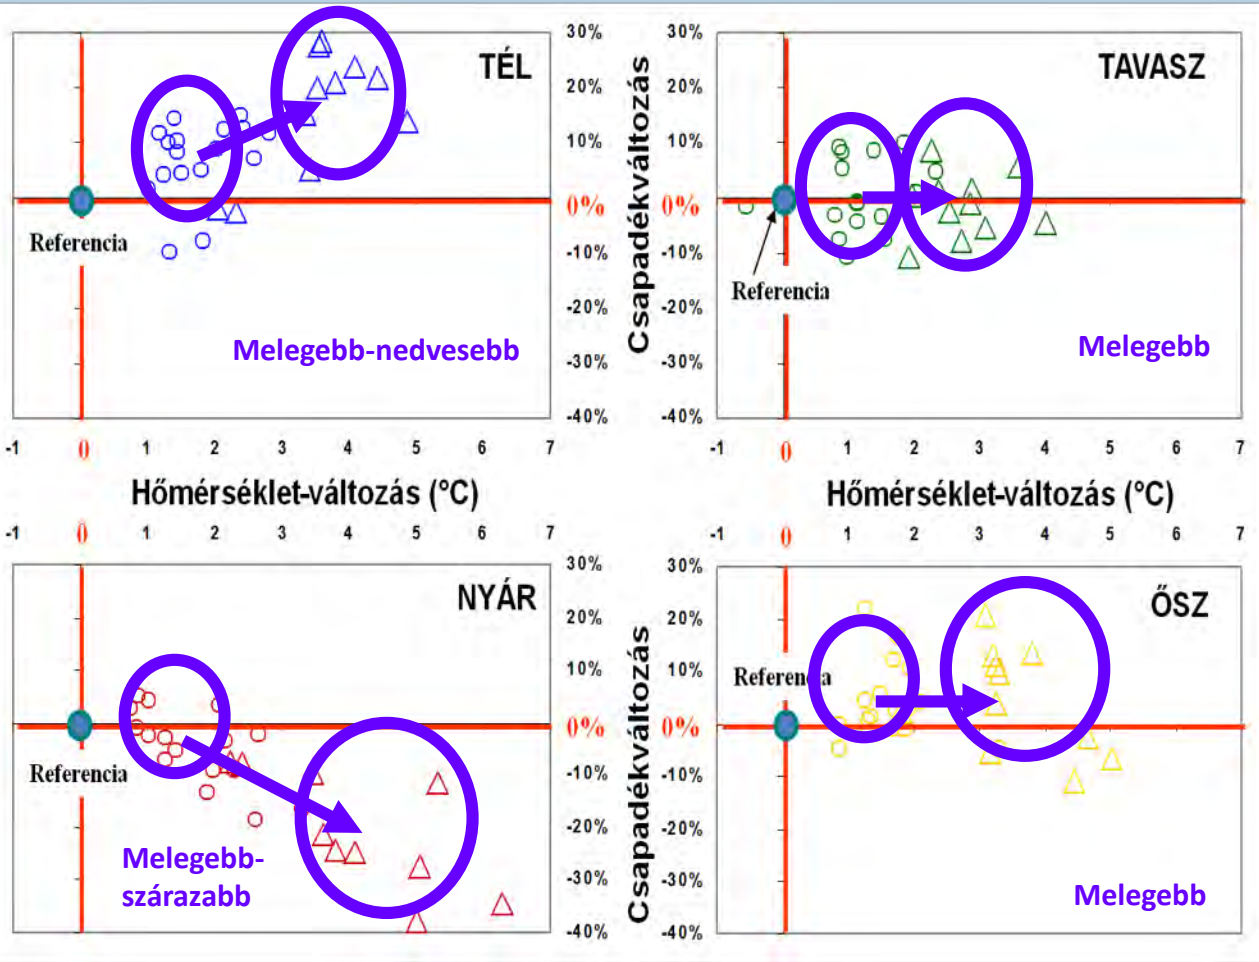 TÉL
30%
20%
10%
0%
-10%
-20%
-30%
-40%
Referencia
Melegebb-nedvesebb
-1 0 1 2 3 4 5 6 7
Hőmérséklet-változás (°C)
Csapadékváltozás
TAVASZ
30%
20%
10%
0%
-10%
-20%
-30%
-40%
Referencia
Melegebb
-1 0 1 2 3 4 5 6 7
Hőmérséklet-változás (°C)
-1 0 1 2 3 4 5 6 7
NYÁR
30%
20%
10%
0%
-10%
-20%
-30%
-40%
Referencia
Melegebb-
szárazabb
Csapadékváltozás
-1 0 1 2 3 4 5 6 7
ŐSZ
30%
20%
10%
0%
-10%
-20%
-30%
-40%
Referencia
Melegebb